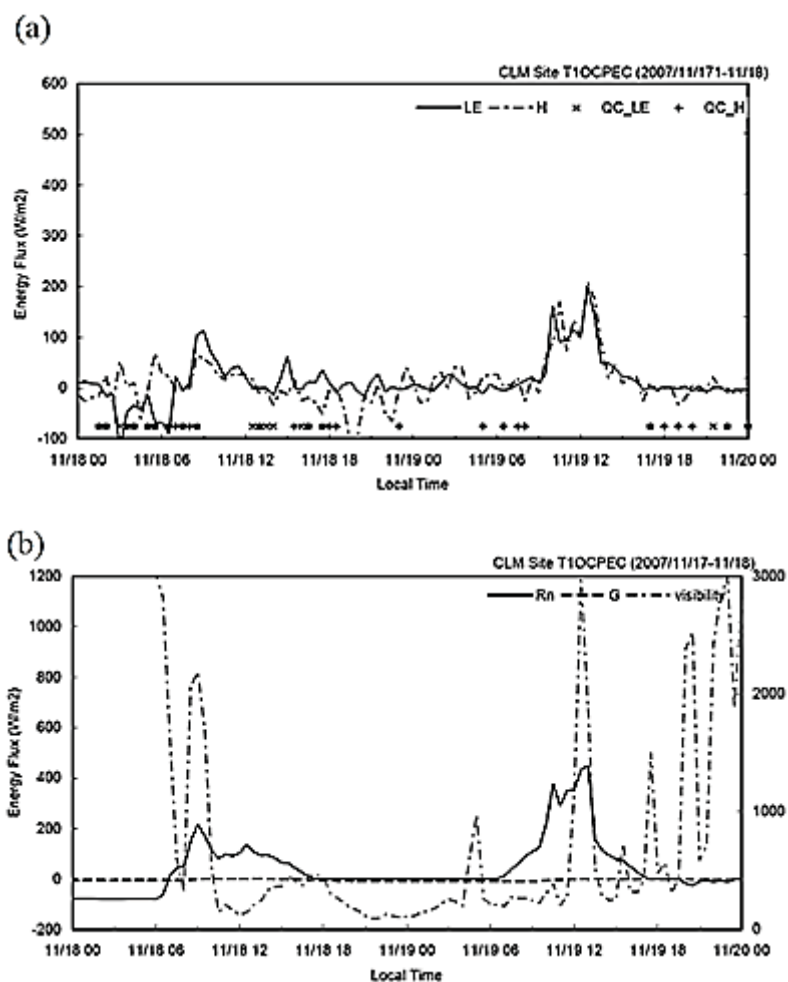 (a)
CLM Site T1OCPEC (2007/11/171-11/18)
LE H QC_LE QC_H
600
500
400
300
200
100
0
-100
Energy Flux (W/m2)
11/18 00 11/18 06 11/18 12 11/18 18 11/19 00 11/19 06 11/19 12 11/19 18 11/20 00
Local Time
(b)
CLM Site T1OCPEC (2007/11/17-11/18)
Rn G visibility
1200
1000
800
600
400
200
0
-200
Energy Flux (W/m2)
3000
2000
1000
0
11/18 00 11/18 06 11/18 12 11/18 18 11/19 00 11/19 06 11/19 12 11/19 18 11/20 00
Local Time